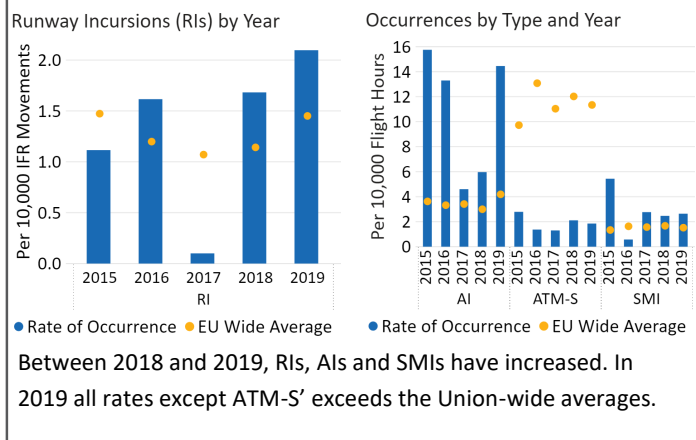 Runway Incursions (RIs) by Year
Per 10,000 IFR Movements
2.0
1.5
1.0
0.5
0.0
2015 2016 2017 2018 2019
RI
Rate of Occurrence EU Wide Average
Occurrences by Type and Year
Per 10,000 Flight Hours
16
14
12
10
8
6
4
2
0
2015 2016 2017 2018 2019 2015 2016 2017 2018 2019 2015 2016 2017 2018 2019
AI ATM-S SMI
Rate of Occurrence EU Wide Average
Between 2018 and 2019, RIs, AIs and SMIs have increased. In
2019 all rates except ATM-S’ exceeds the Union-wide averages.